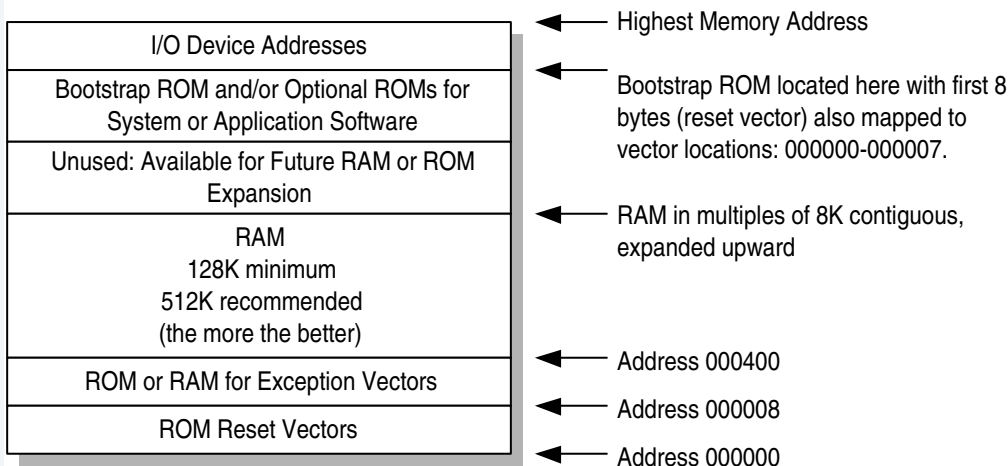 Highest Memory Address
I/O Device Addresses
Bootstrap ROM and/or Optional ROMs for
System or Application Software
Bootstrap ROM located here with first 8
bytes (reset vector) also mapped to
vector locations: 000000-000007.
Unused: Available for Future RAM or ROM
Expansion
RAM in multiples of 8K contiguous,
expanded upward
RAM
128K minimum
512K recommended
(the more the better)
Address 000400
ROM or RAM for Exception Vectors
Address 000008
ROM Reset Vectors
Address 000000